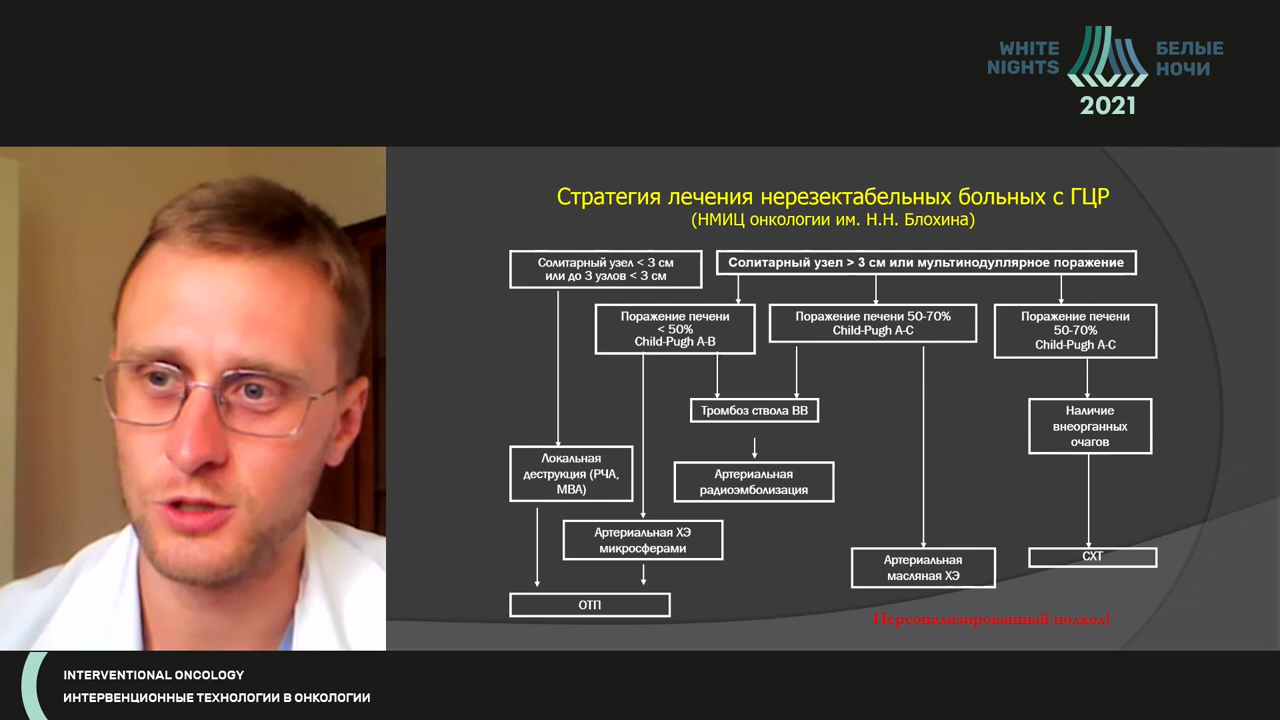 WHITE
NIGHTS
БЕЛЫЕ
НОЧИ
2021
Стратегия лечения нерезектабельных больных с ГЦР
(НМИЦ онкологии им. Н.Н. Блохина)
Солитарный узел < 3 см
или до 3 узлов < 3 см
Солитарный узел > 3 см или мультинодуллярное поражение
Поражение печени
< 50%
Child-Pugh A-B
Поражение печени 50-70%
Child-Pugh A-C
Поражение печени
50-70%
Child-Pugh A-C
Тромбоз ствола ВВ
Наличие
внеорганных
очагов
Локальная
деструкция (РЧА,
МВА)
Артериальная
радиоэмболизация
Артериальная ХЭ
микросферами
Артериальная
масляная ХЭ
СХТ
ОТП
Персонализированный подход!
INTERVENTIONAL ONCOLOGY
ИНТЕРВЕНЦИОННЫЕ ТЕХНОЛОГИИ В ОНКОЛОГИИ